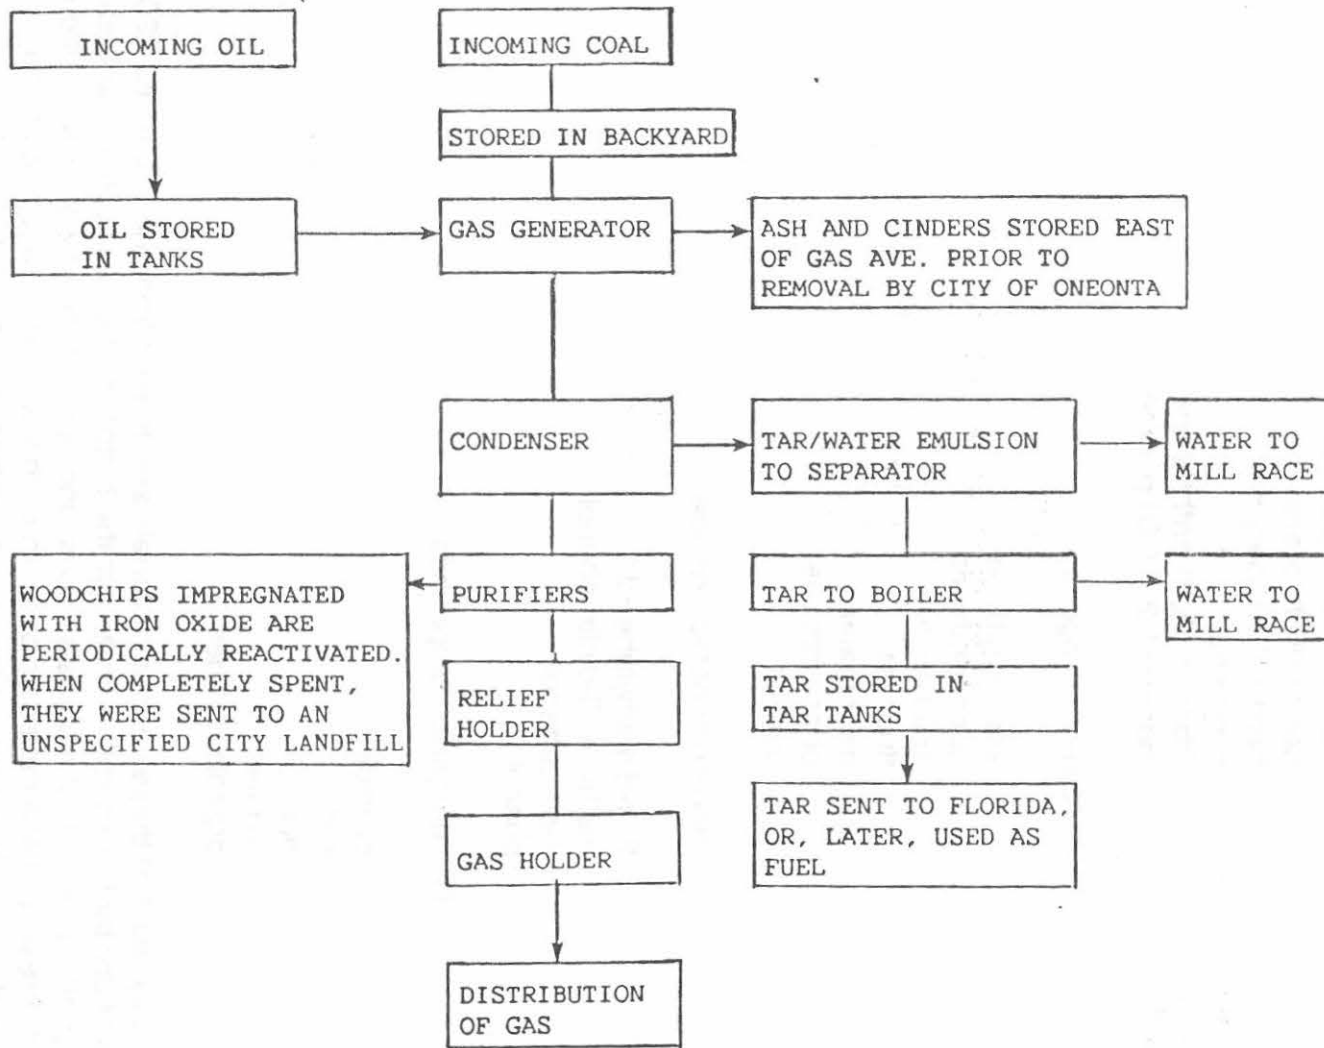 INCOMING OIL
INCOMING COAL
STORED IN BACKYARD
OIL STORED
IN TANKS
GAS GENERATOR
ASH AND CINDERS STORED EAST
OF GAS AVE. PRIOR TO
REMOVAL BY CITY OF ONEONTA
CONDENSER
TAR/WATER EMULSION
TO SEPARATOR
WATER TO
MILL RACE
WOODCHIPS IMPREGNATED
WITH IRON OXIDE ARE
PERIODICALLY REACTIVATED.
WHEN COMPLETELY SPENT,
THEY WERE SENT TO AN
UNSPECIFIED CITY LANDFILL
PURIFIERS
TAR TO BOILER
WATER TO
MILL RACE
RELIEF
HOLDER
TAR STORED IN
TAR TANKS
GAS HOLDER
TAR SENT TO FLORIDA,
OR, LATER, USED AS
FUEL
DISTRIBUTION
OF GAS